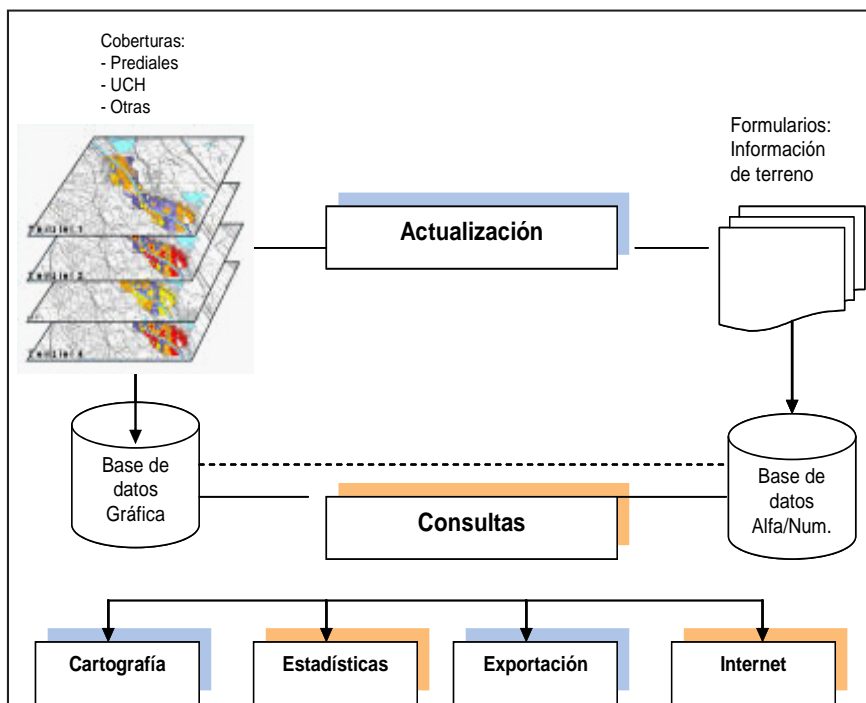 Coberturas:
- Prediales
- UCH
- Otras
Formularios:
Información
de terreno
Actualización
Base de
datos
Gráfica
Base de
datos
Alfa/Num.
Consultas
Cartografía
Estadísticas
Exportación
Internet